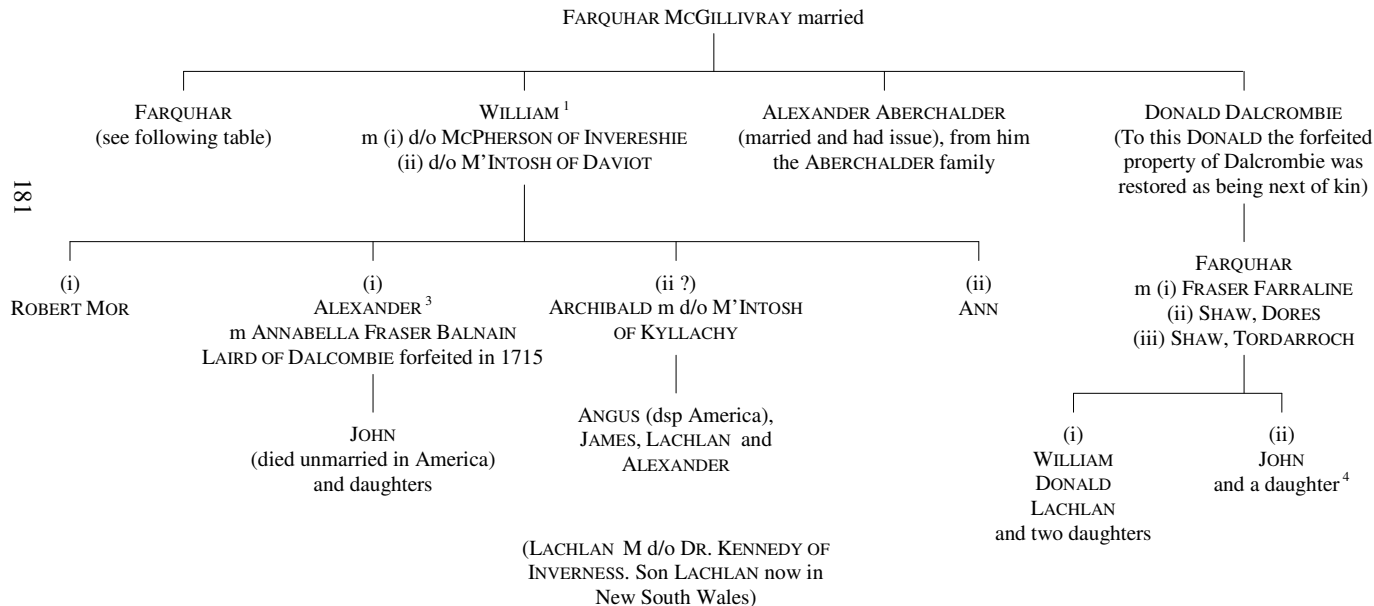 FARQUHAR MCGILLIVRAY married
FARQUHAR
(see following table)
WILLIAM 1
m (i) d/o MCPHERSON OF INVERESHIE
(ii) d/o M'INTOSH OF DAVIOT
ALEXANDER ABERCHALDER
(married and had issue), from him
the ABERCHALDER family
DONALD DALCROMBIE
(To this DONALD the forfeited
property of Dalcrombie was
restored as being next of kin)
181
(i)
ROBERT MOR
(i)
ALEXANDER 3
m ANNABELLA FRASER BALNAIN
LAIRD OF DALCOMBIE forfeited in 1715
(ii ?)
ARCHIBALD m d/o M'INTOSH
OF KYLLACHY
(ii)
ANN
FARQUHAR
m (i) FRASER FARRALINE
(ii) SHAW, DORES
(iii) SHAW, TORDARROCH
JOHN
(died unmarried in America)
and daughters
ANGUS (dsp America),
JAMES, LACHLAN and
ALEXANDER
(i)
WILLIAM
DONALD
LACHLAN
and two daughters
(ii)
JOHN
and a daughter 4
(LACHLAN M d/o DR. KENNEDY OF
INVERNESS. Son LACHLAN now in
New South Wales)